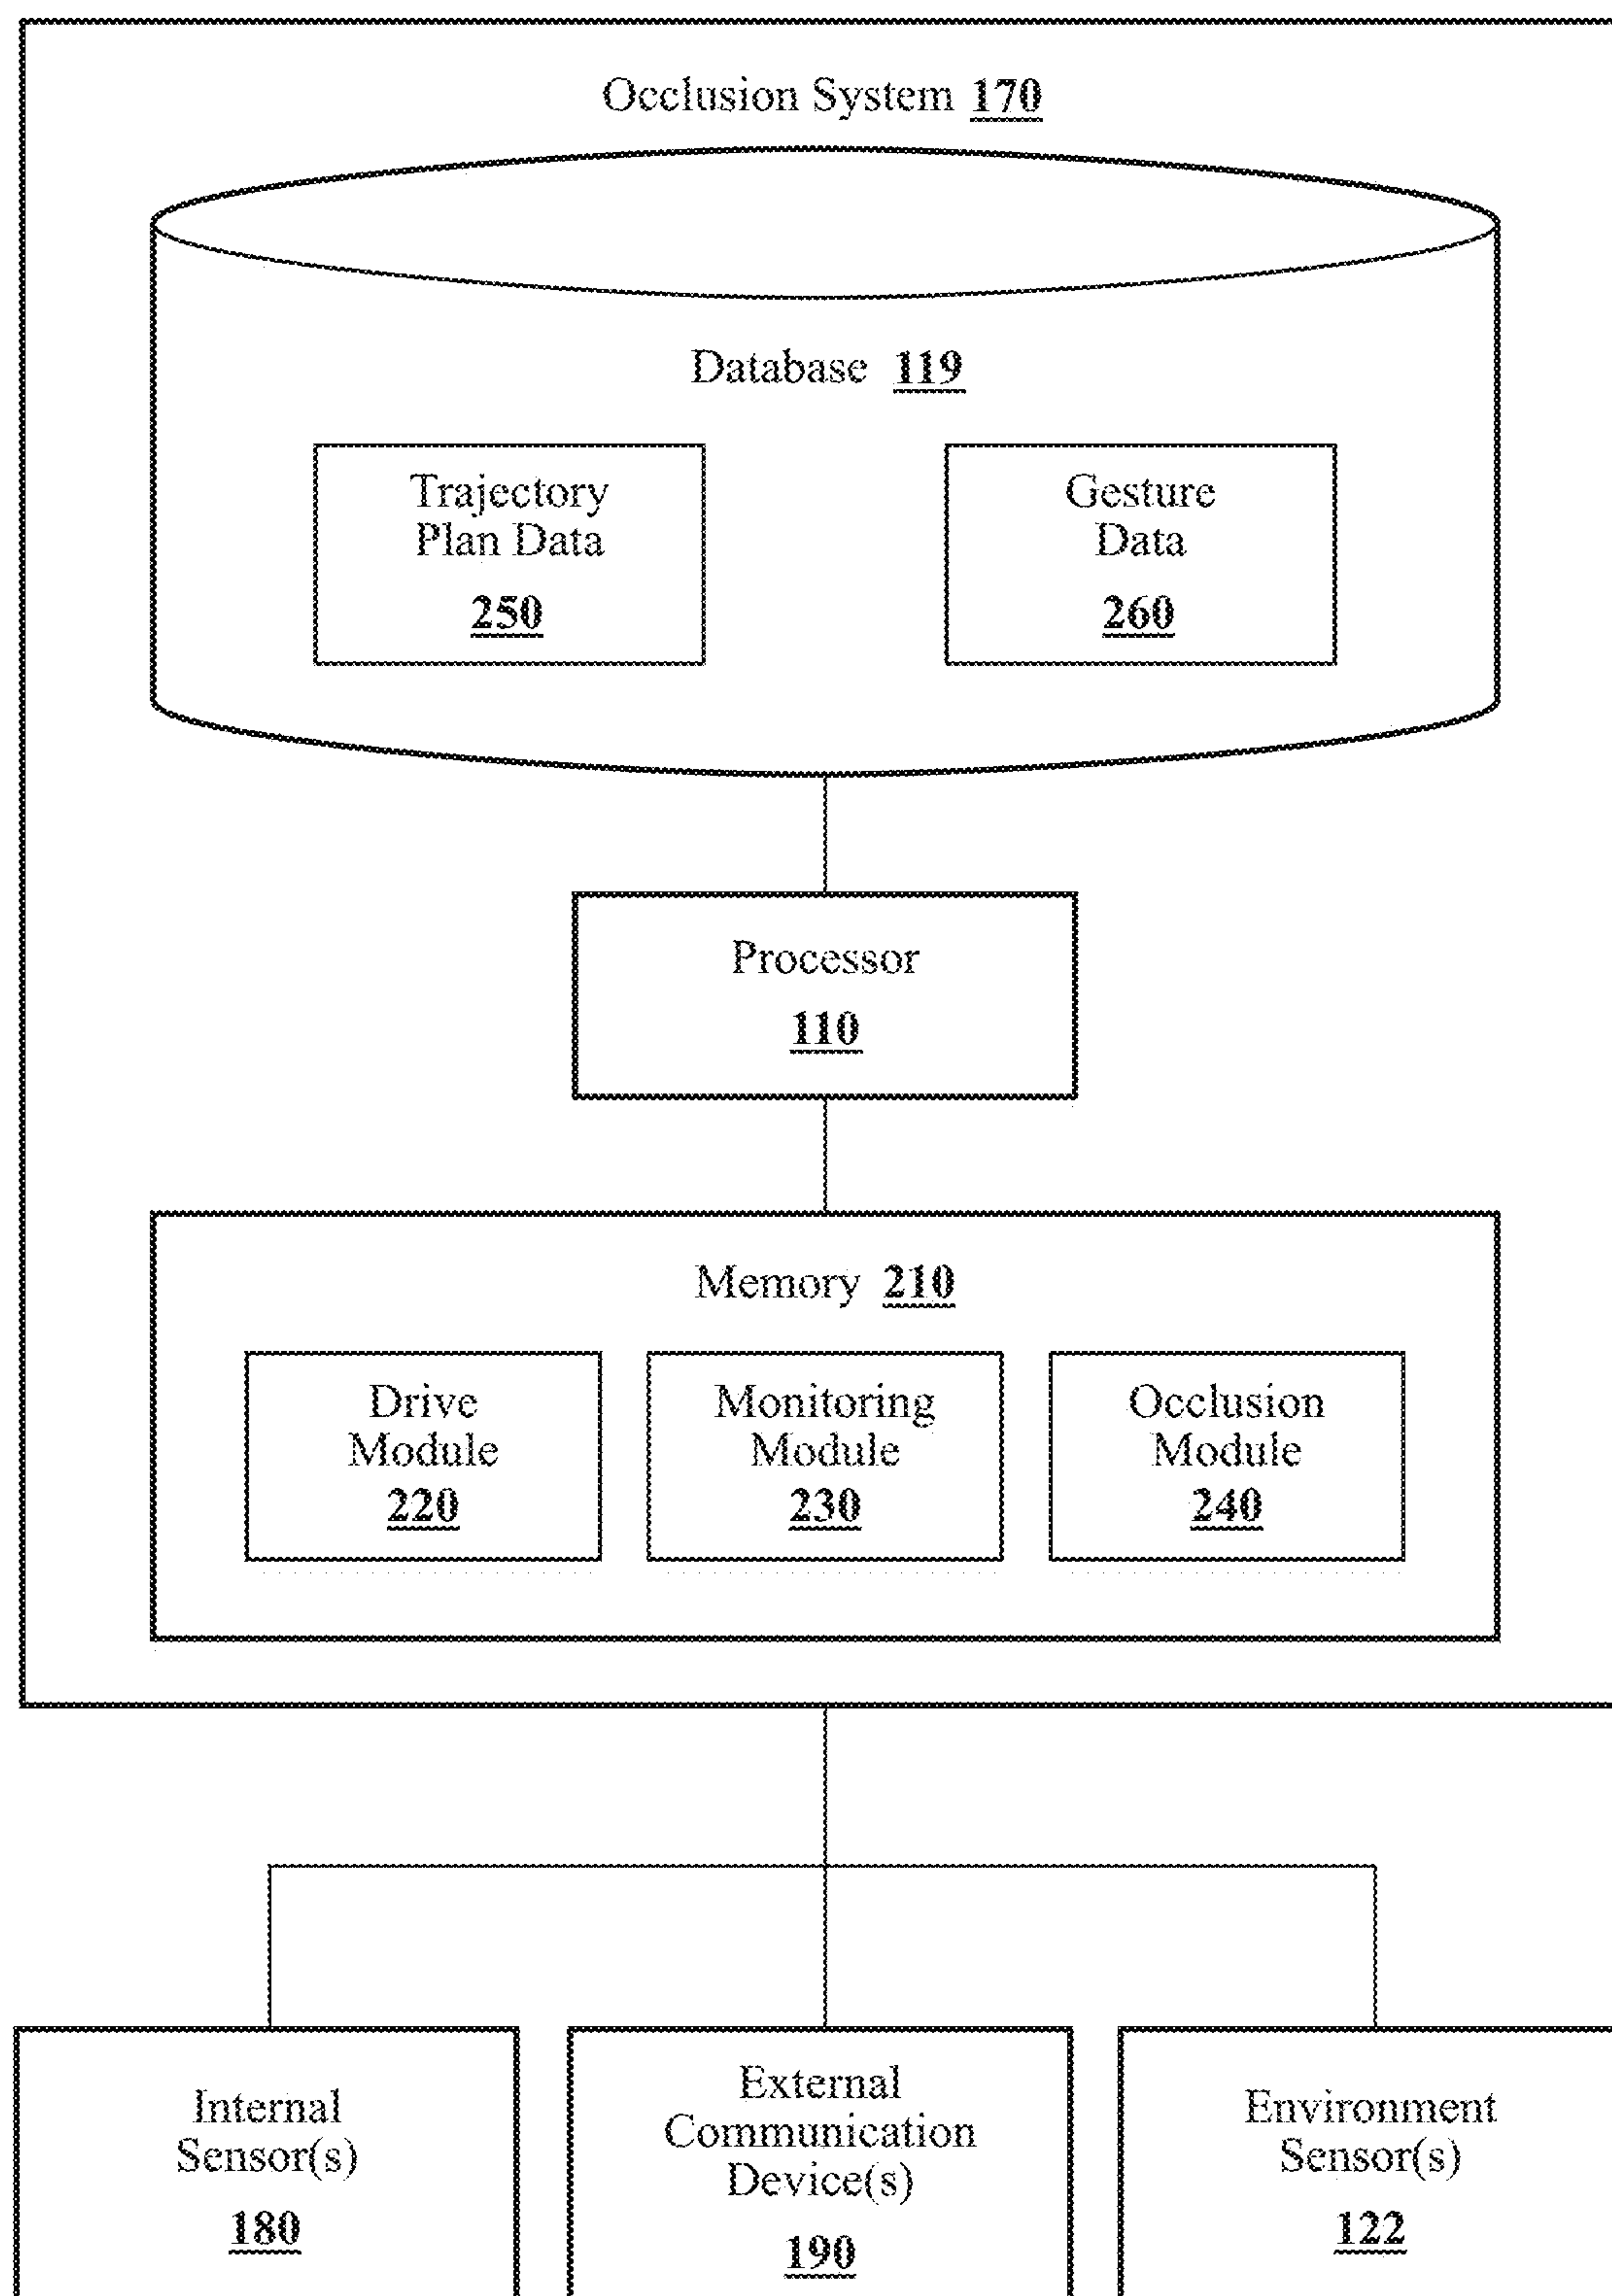 Occlusion System 170
Database 119
Trajectory
Plan Data
250
Gesture
Data
260
Processor
110
Memory 210
Drive
Module
220
Monitoring
Module
230
Occlusion
Module
240
Internal
Sensor(s)
180
External
Communication
Device(s)
190
Environment
Sensor(s)
122